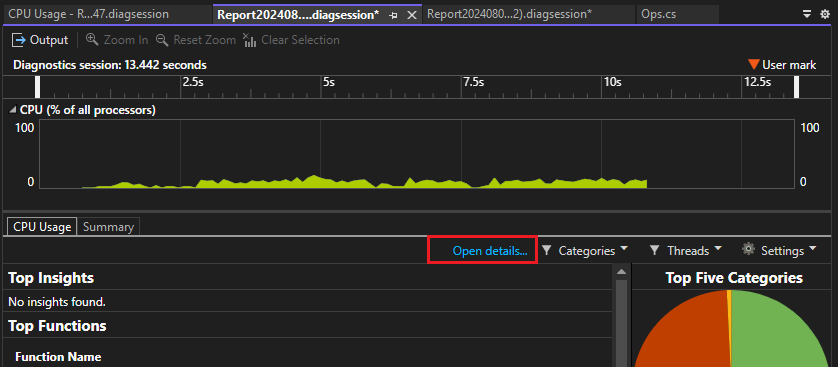 CPU Usage - R...47.diagsession
Report202408....diagsession*
Report2024080...2).diagsession*
Ops.cs
Output
Zoom In
Reset Zoom
Clear Selection
Diagnostics session: 13.442 seconds
User mark
2.5s
5s
7.5s
10s
12.5s
CPU (% of all processors)
100
100
0
0
CPU Usage
Summary
Open details...
Categories
Threads
Settings
Top Insights
Top Five Categories
No insights found.
Top Functions
Function Name